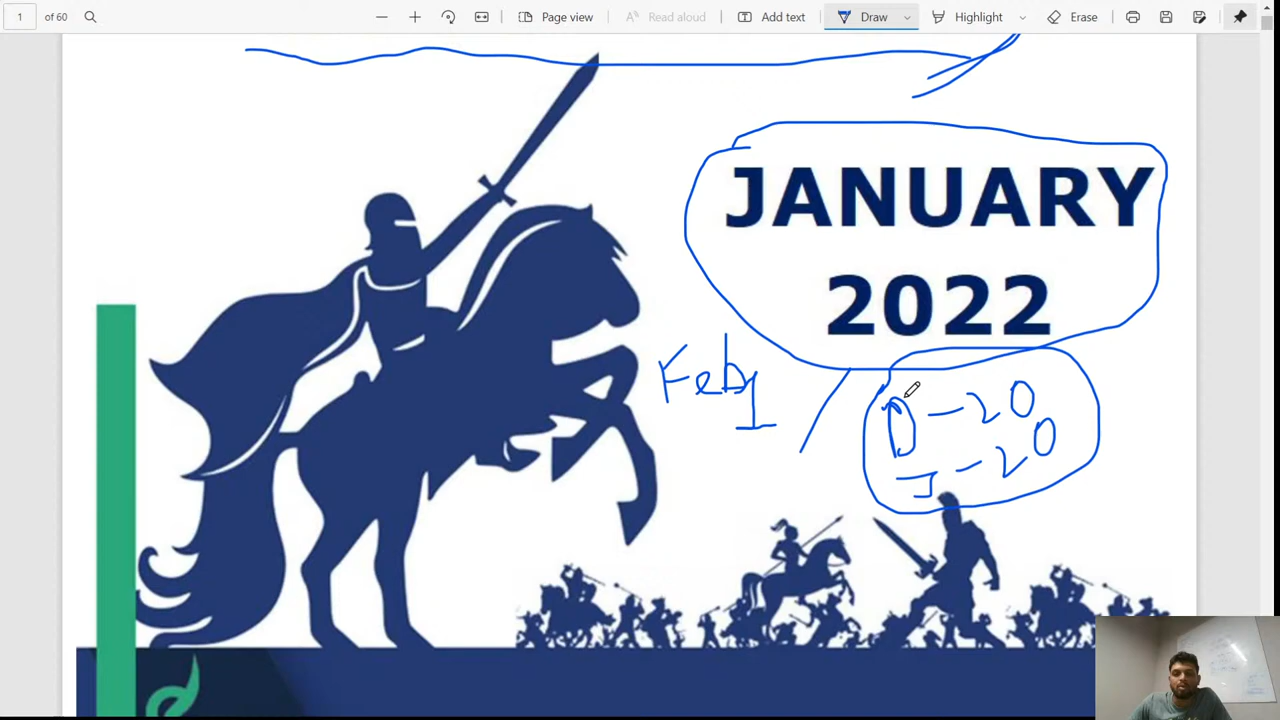 1 of 60 Page view Read aloud Add text Draw Highlight Erase
JANUARY
2022
Feb 1
D-20
J-20